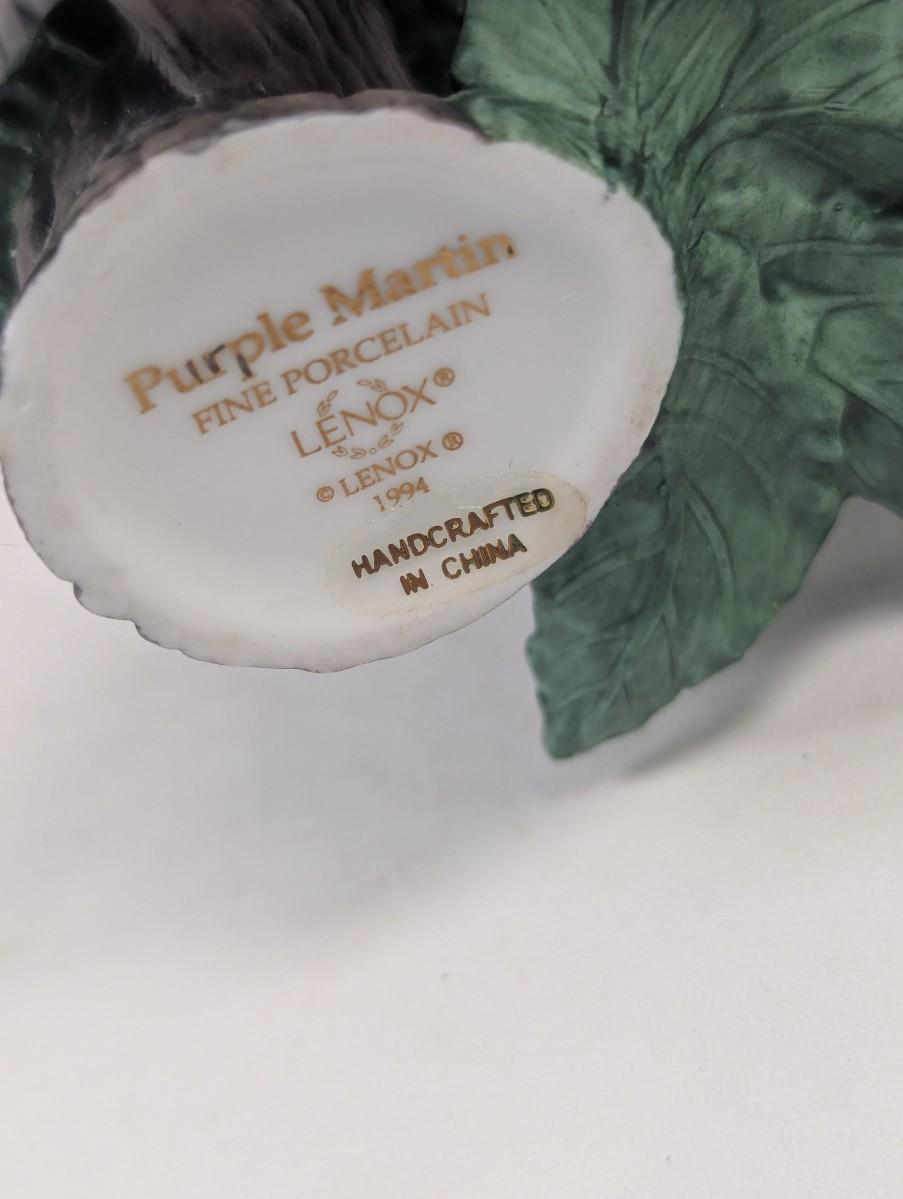 Purple Martin
FINE PORCELAIN
LENOX®
© LENOX ®
1994
HANDCRAFTED
IN CHINA